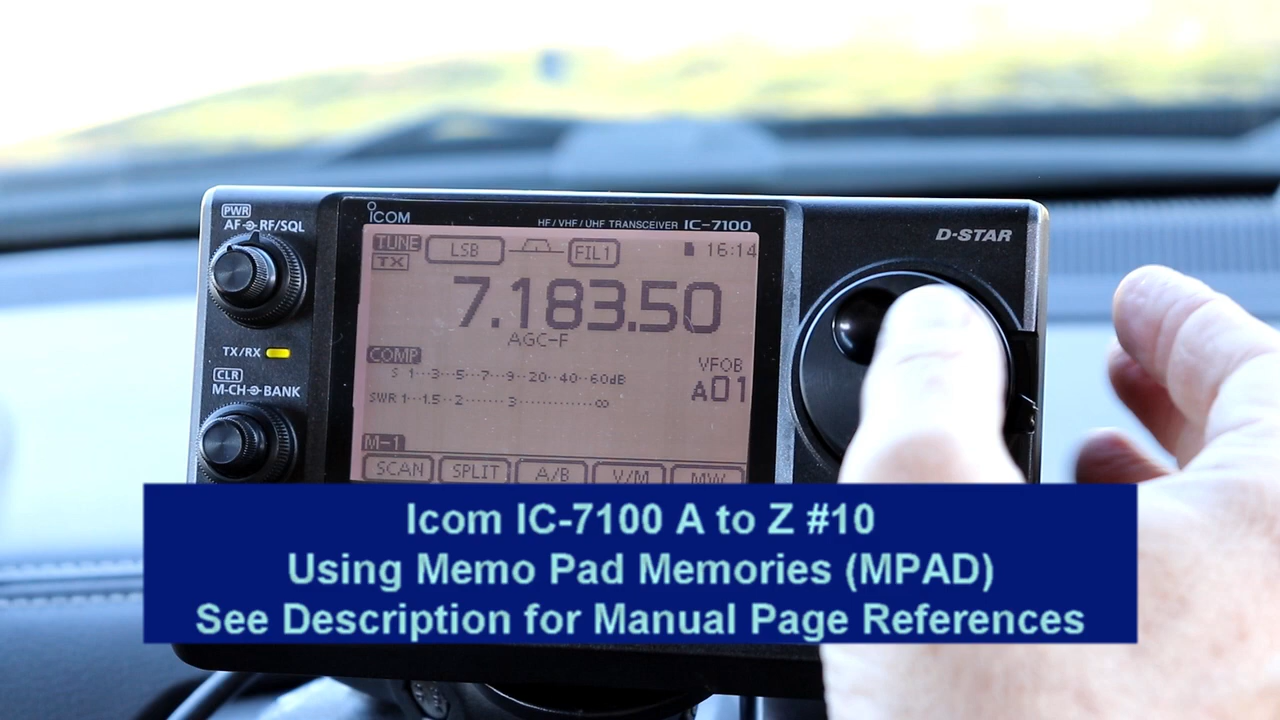 PWR
AF RF/SQL
ICOM
HF/VHF/UHF TRANSCEIVER IC-7100
D-STAR
TUNE LSB FIL1 16:14
TX
7.183.50
AGC-F
TX/RX
COMP
S 1··3··5··7··9··20··40··60dB
VFOB
A01
SWR 1··1.5··2····3·········∞
CLR
M-CH BANK
M-1
SCAN SPLIT A/B V/M MW
Icom IC-7100 A to Z #10
Using Memo Pad Memories (MPAD)
See Description for Manual Page References